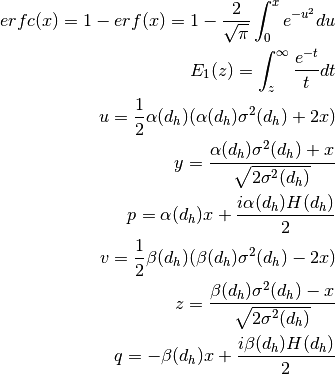 erfc(x) = 1 − erf(x) = 1 − \frac{2}{\sqrt{\pi}} \int_0^x e^{-u^2} du
E_1(z) = \int_z^\infty \frac{e^{-t}}{t} dt
u = \frac{1}{2} \alpha(d_h)(\alpha(d_h)\sigma^2(d_h) + 2x)
y = \frac{\alpha(d_h)\sigma^2(d_h) + x}{\sqrt{2\sigma^2(d_h)}}
p = \alpha(d_h)x + \frac{i\alpha(d_h)H(d_h)}{2}
v = \frac{1}{2} \beta(d_h)(\beta(d_h)\sigma^2(d_h) − 2x)
z = \frac{\beta(d_h)\sigma^2(d_h) − x}{\sqrt{2\sigma^2(d_h)}}
q = −\beta(d_h)x + \frac{i\beta(d_h)H(d_h)}{2}